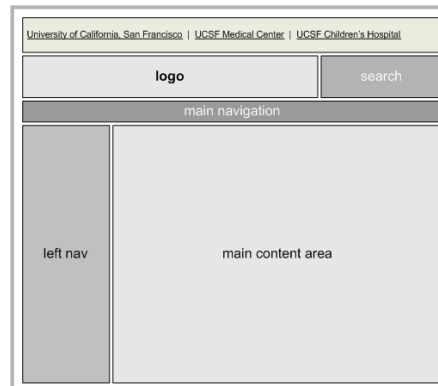 University of California, San Francisco | UCSF Medical Center | UCSF Children's Hospital
logo
search
main navigation
left nav
main content area